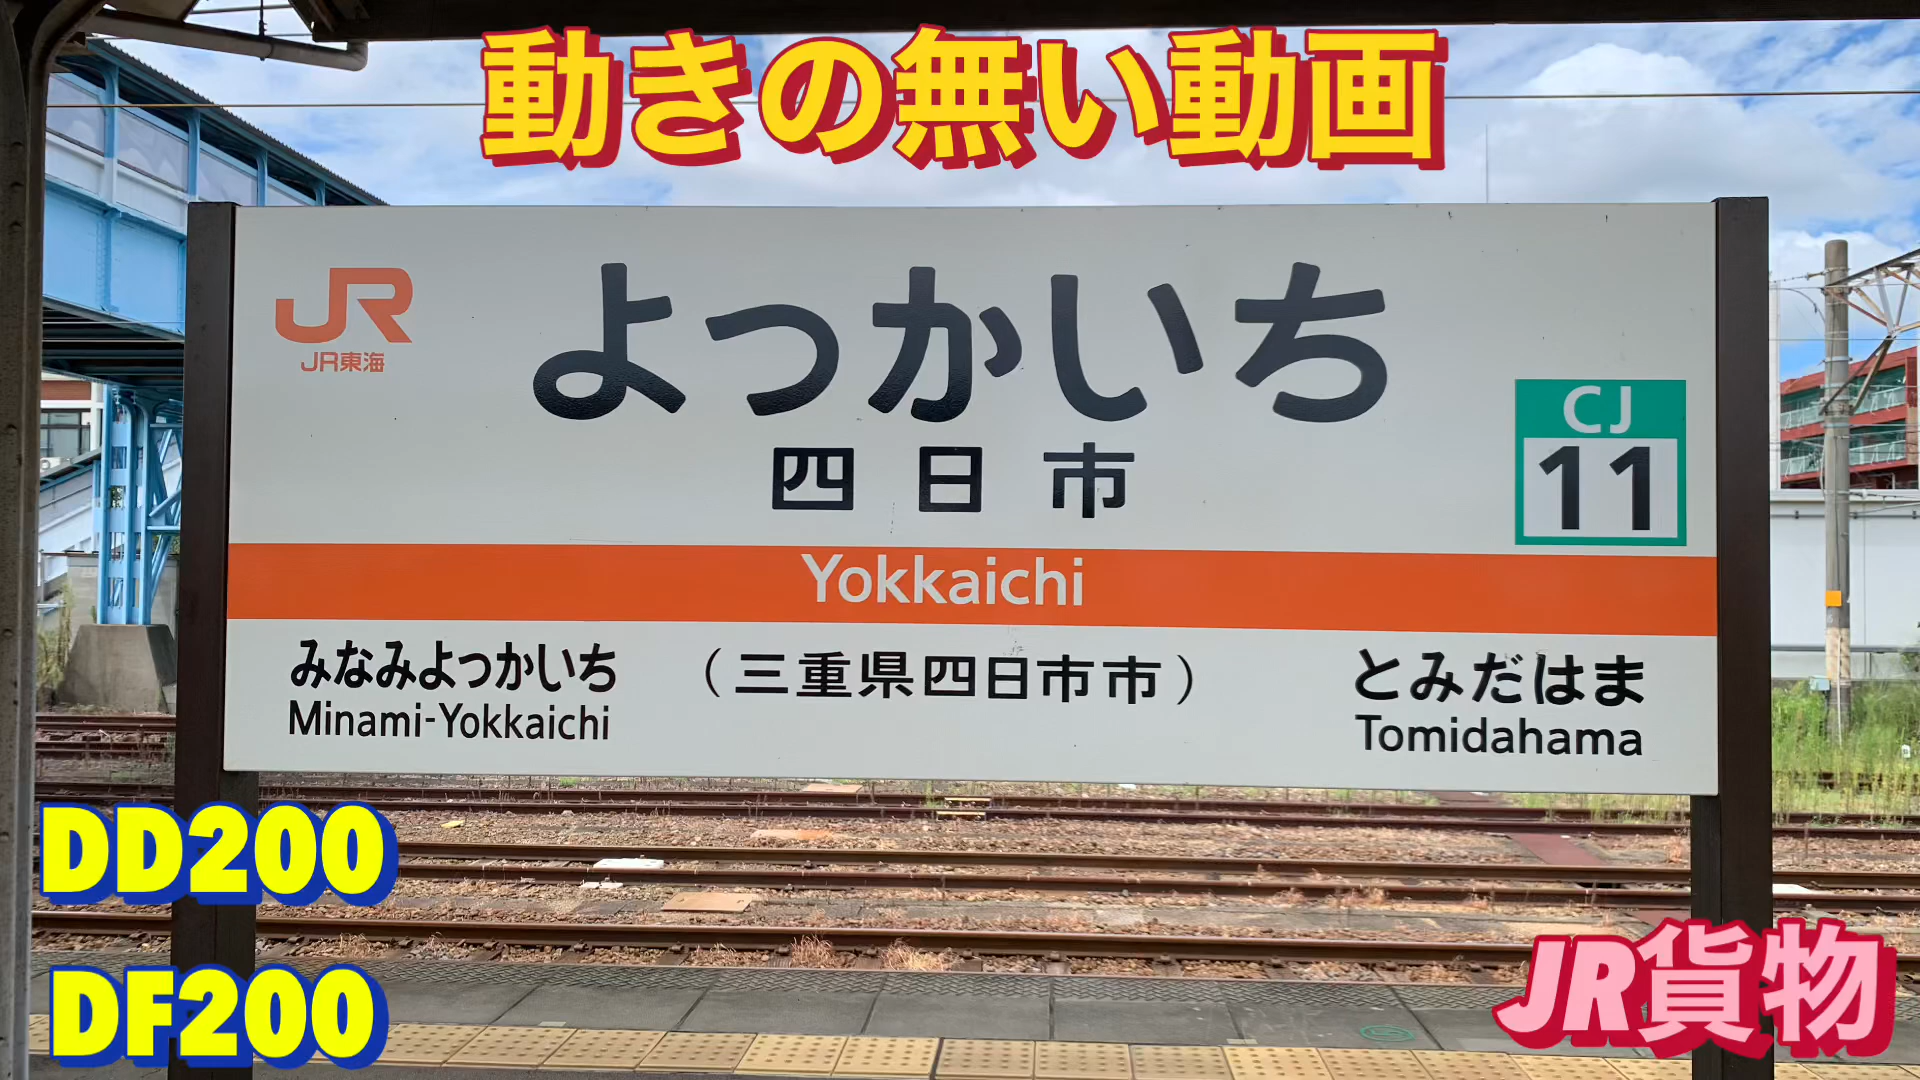 動きの無い動画
JR
JR東海
よっかいち
四日市
CJ
11
Yokkaichi
みなみよっかいち
Minami-Yokkaichi
（三重県四日市市）
とみだはま
Tomidahama
DD200
DF200
JR貨物